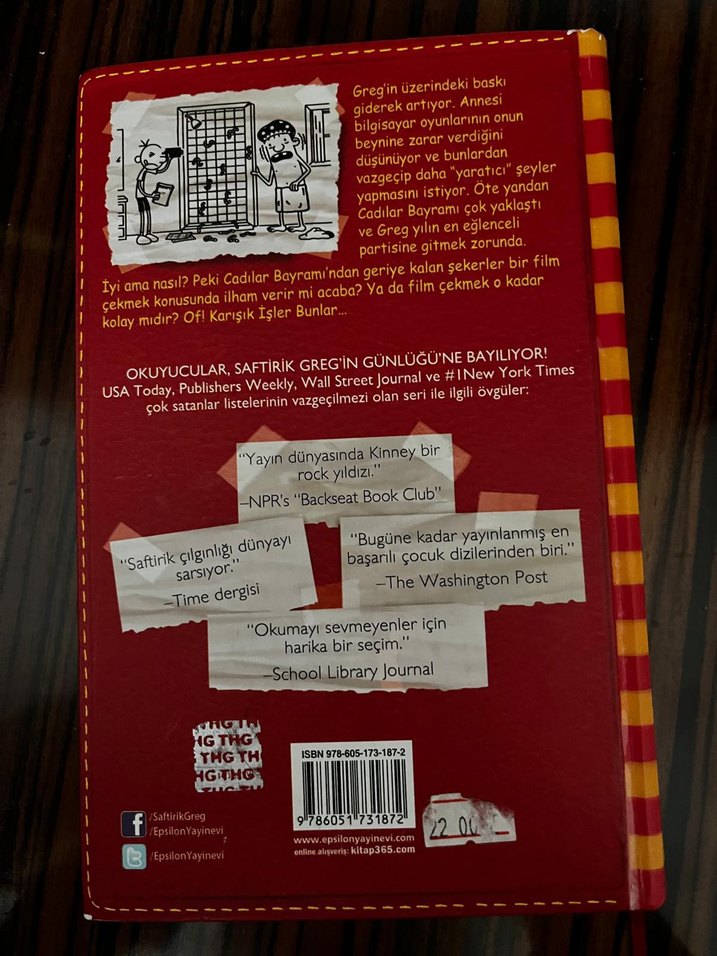 Greg'in üzerindeki baskı
giderek artıyor. Annesi
bilgisayar oyunlarının onun
beynine zarar verdiğini
düşünüyor ve bunlardan
vazgeçip daha "yaratıcı" şeyler
yapmasını istiyor. Öte yandan
Cadılar Bayramı çok yaklaştı
ve Greg yılın en eğlenceli
partisine gitmek zorunda.
İyi ama nasıl? Peki Cadılar Bayramı'ndan geriye kalan şekerler bir film
çekmek konusunda ilham verir mi acaba? Ya da film çekmek o kadar
kolay mıdır? Of! Karışık İşler Bunlar...
OKUYUCULAR, SAFTİRİK GREG'İN GÜNLÜĞÜ'NE BAYILIYOR!
USA Today, Publishers Weekly, Wall Street Journal ve #1New York Times
çok satanlar listelerinin vazgeçilmezi olan seri ile ilgili övgüler:
"Yayın dünyasında Kinney bir
rock yıldızı."
–NPR's "Backseat Book Club"
"Saftirik çılgınlığı dünyayı
sarsıyor."
–Time dergisi
"Bugüne kadar yayınlanmış en
başarılı çocuk dizilerinden biri."
–The Washington Post
"Okumayı sevmeyenler için
harika bir seçim."
–School Library Journal
THG TH
HG THG
THG TH
HG THG
ISBN 978-605-173-187-2
9 786051 731872
www.epsilonyayinevi.com
online alışveriş: kitap365.com
22
/SaftirikGreg
/EpsilonYayinevi
/EpsilonYayinevi